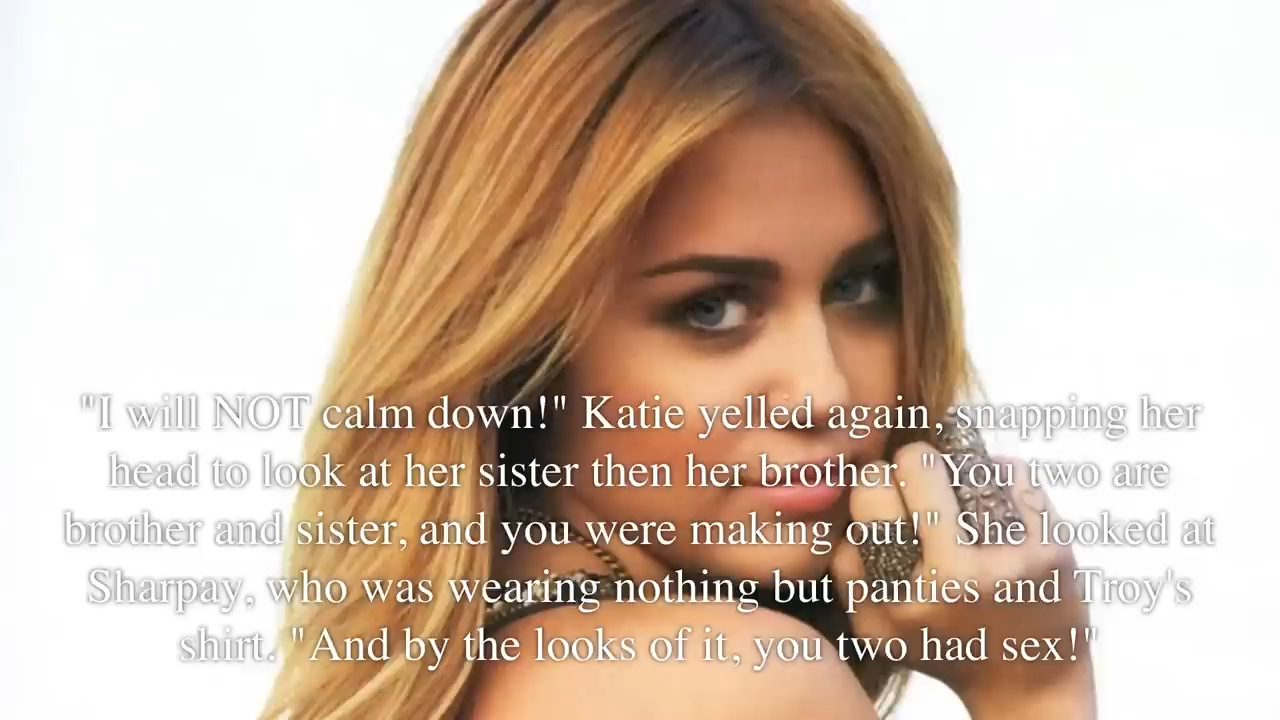 "I will NOT calm down!" Katie yelled again, snapping her
head to look at her sister then her brother. "You two are
brother and sister, and you were making out!" She looked at
Sharpay, who was wearing nothing but panties and Troy's
shirt. "And by the looks of it, you two had sex!"